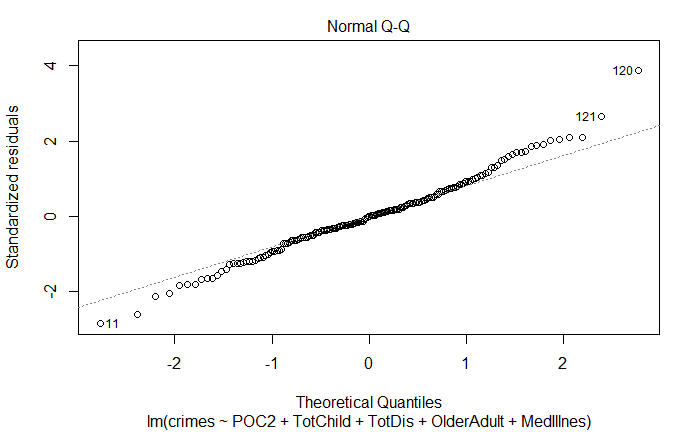 Normal Q-Q
Standardized residuals
4
2
0
-2
120
121
11
-2 -1 0 1 2
Theoretical Quantiles
lm(crimes ~ POC2 + TotChild + TotDis + OlderAdult + MedIllnes)